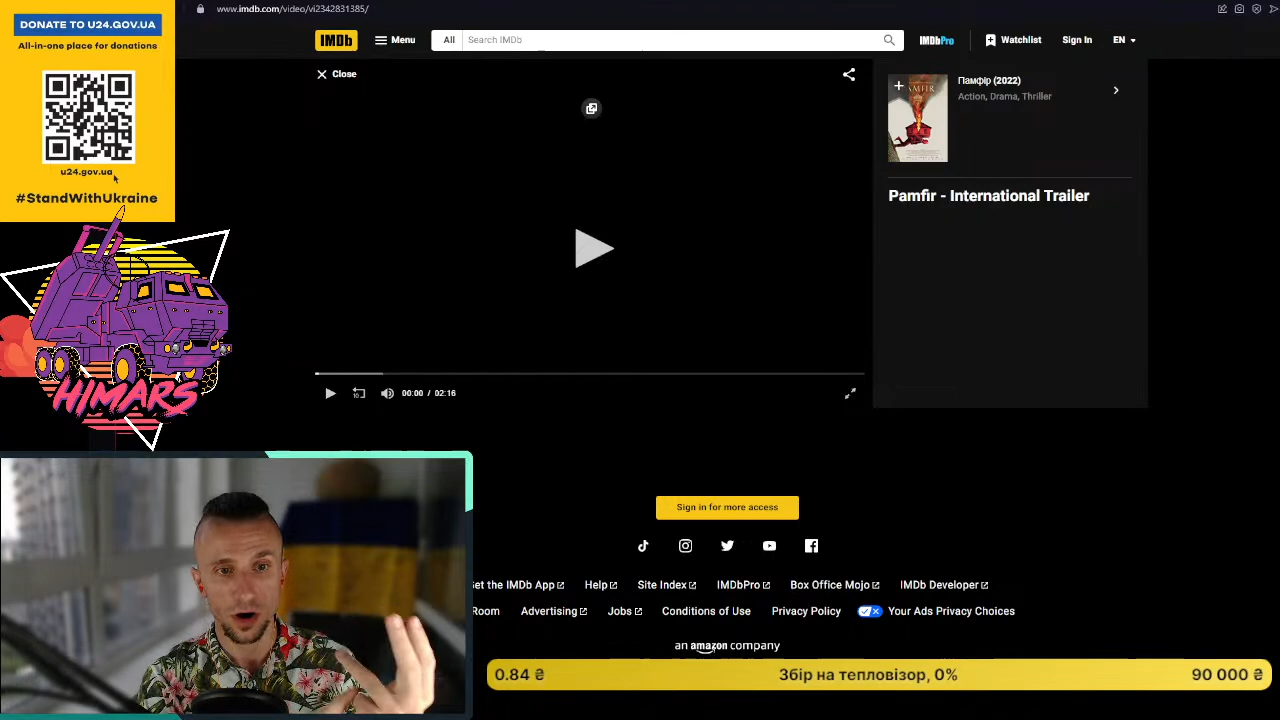 DONATE TO U24.GOV.UA
All-in-one place for donations
u24.gov.ua
#StandWithUkraine
HIMARS
www.imdb.com/video/vi2342831385/
IMDb
Menu
All
Search IMDb
IMDbPro
Watchlist
Sign In
EN
Close
AMFIR
Памфір (2022)
Action, Drama, Thriller
Pamfir - International Trailer
10
00:00 / 02:16
Sign in for more access
et the IMDb App
Help
Site Index
IMDbPro
Box Office Mojo
IMDb Developer
Room
Advertising
Jobs
Conditions of Use
Privacy Policy
Your Ads Privacy Choices
an amazon company
0.84 ₴
Збір на тепловізор, 0%
90 000 ₴